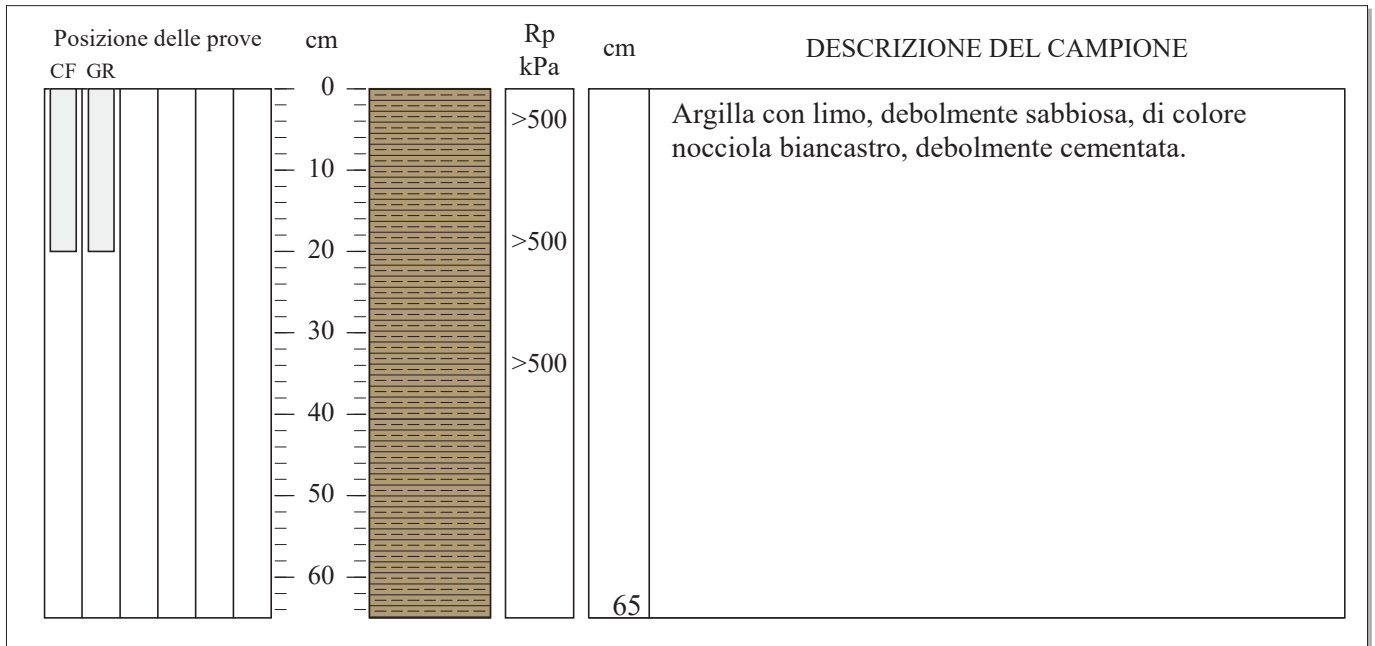 Posizione delle prove cm Rp kPa cm DESCRIZIONE DEL CAMPIONE
CF GR
0
10
20
30
40
50
60
>500
>500
>500
65
Argilla con limo, debolmente sabbiosa, di colore
nocciola biancastro, debolmente cementata.